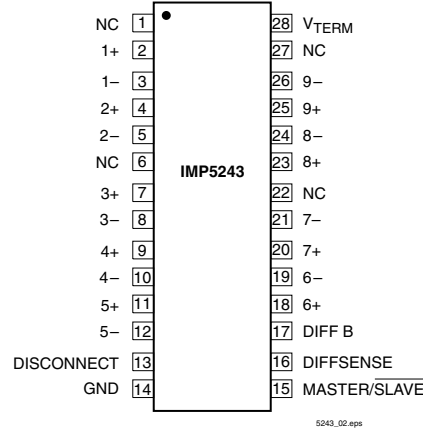 NC 1 28 VTERM
1+ 2 27 NC
1– 3 26 9–
2+ 4 25 9+
2– 5 24 8–
NC 6 23 8+
IMP5243
3+ 7 22 NC
3– 8 21 7–
4+ 9 20 7+
4– 10 19 6–
5+ 11 18 6+
5– 12 17 DIFF B
DISCONNECT 13 16 DIFFSENSE
GND 14 15 MASTER/SLAVE
5243_02.eps